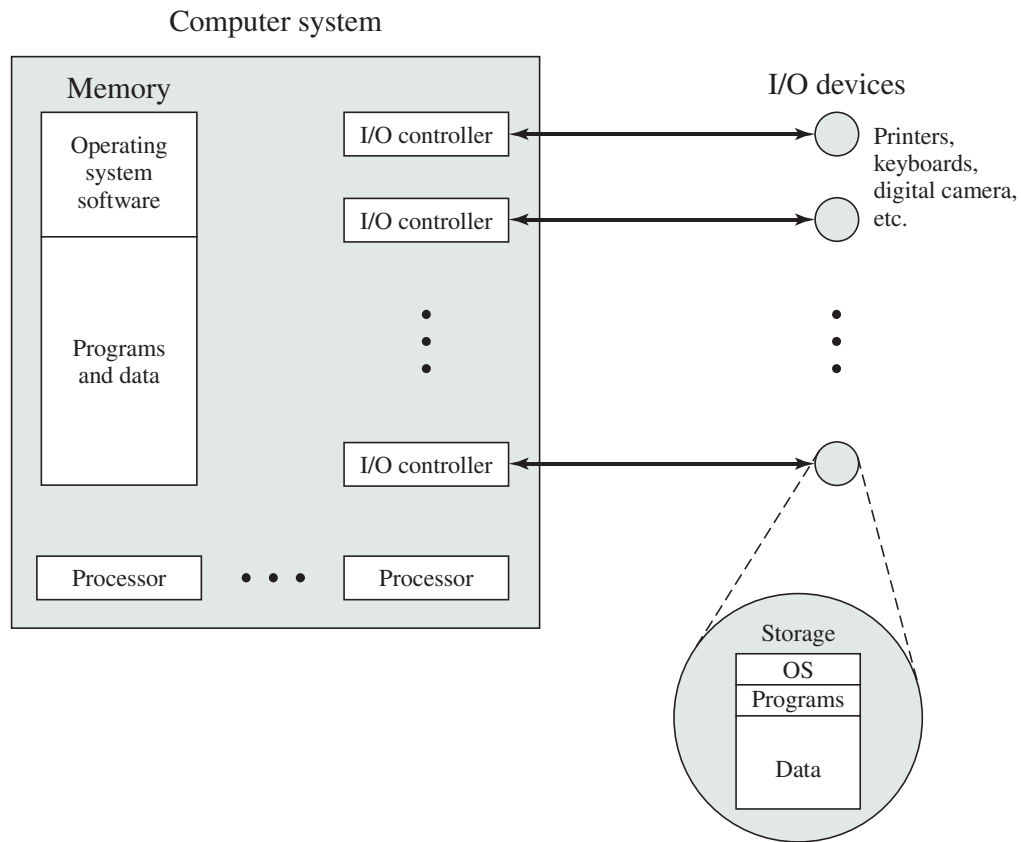 Computer system
Memory
Operating
system
software
Programs
and data
I/O controller
I/O controller
I/O controller
Processor
Processor
I/O devices
Printers,
keyboards,
digital camera,
etc.
Storage
OS
Programs
Data